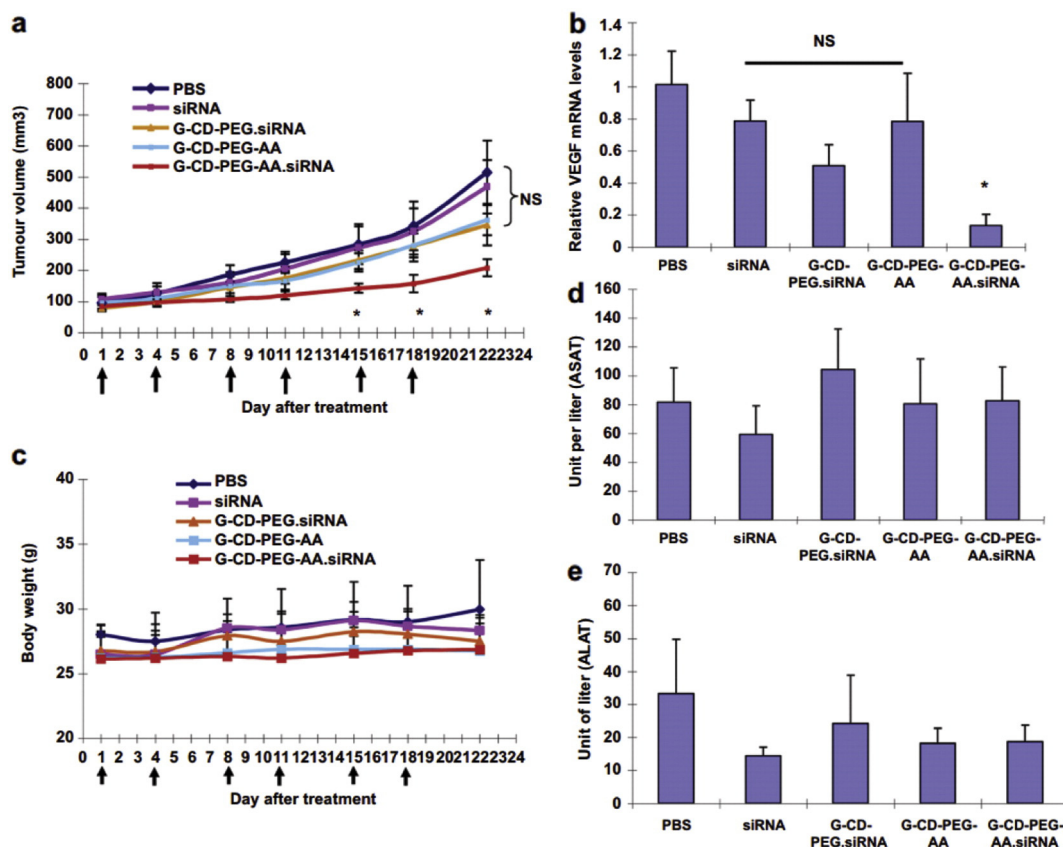 a
Tumour volume (mm3)
800
700
600
500
400
300
200
100
0
PBS
siRNA
G-CD-PEG.siRNA
G-CD-PEG-AA
G-CD-PEG-AA.siRNA
NS
* * *
0 1 2 3 4 5 6 7 8 9 10 11 12 13 14 15 16 17 18 19 20 21 22 23 24
Day after treatment
b
Relative VEGF mRNA levels
1.4
1.2
1
0.8
0.6
0.4
0.2
0
NS
*
PBS
siRNA
G-CD-
PEG.siRNA
G-CD-PEG-
AA
G-CD-PEG-
AA.siRNA
c
Body weight (g)
40
35
30
25
20
PBS
siRNA
G-CD-PEG.siRNA
G-CD-PEG-AA
G-CD-PEG-AA.siRNA
0 1 2 3 4 5 6 7 8 9 10 11 12 13 14 15 16 17 18 19 20 21 22 23 24
Day after treatment
d
Unit per liter (ASAT)
160
140
120
100
80
60
40
20
0
PBS
siRNA
G-CD-
PEG.siRNA
G-CD-PEG-
AA
G-CD-PEG-
AA.siRNA
e
Unit of liter (ALAT)
70
60
50
40
30
20
10
0
PBS
siRNA
G-CD-
PEG.siRNA
G-CD-PEG-
AA
G-CD-PEG-
AA.siRNA